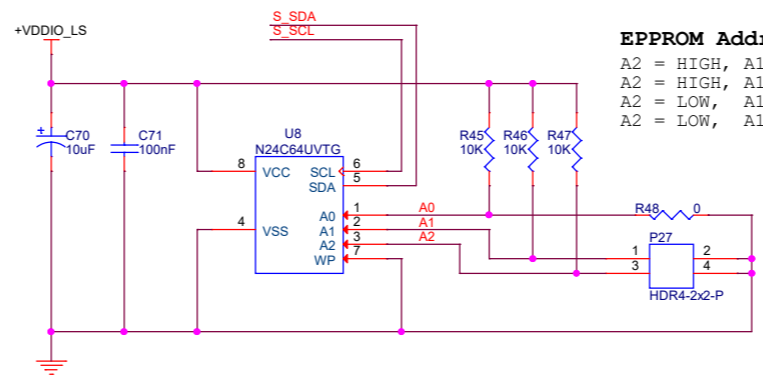 S_SDA
S_SCL
+VDDIO_LS
EPPROM
A2 = HIGH, A1
A2 = HIGH, A1
A2 = LOW, A1
A2 = LOW, A1
+
C70
10uF
C71
100nF
U8
N24C64UVTG
R45
10K
R46
10K
R47
10K
8
VCC
SCL
6
SDA
5
4
VSS
A0
1
A0
A1
2
A1
A2
3
A2
WP
7
R48
0
P27
1
2
3
4
HDR4-2x2-P